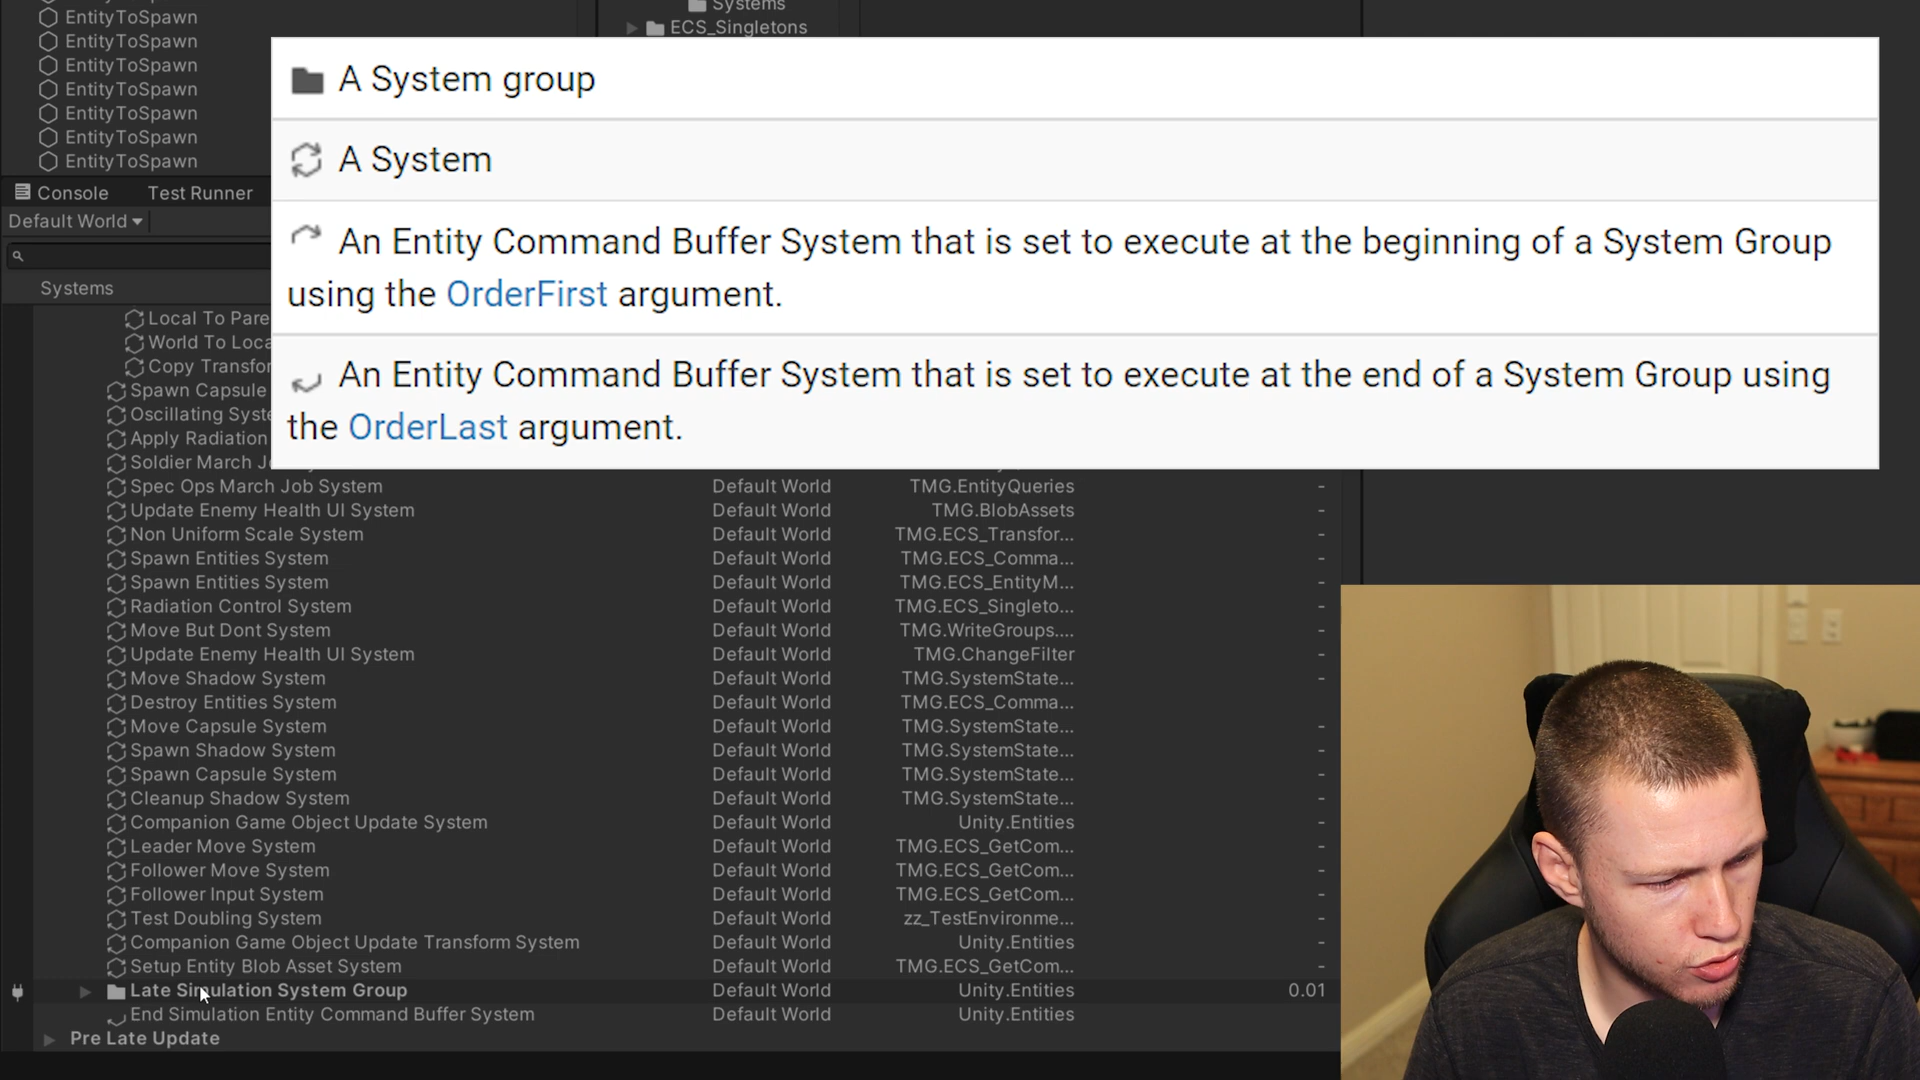 Systems
EntityToSpawn
ECS_Singletons
EntityToSpawn
EntityToSpawn
EntityToSpawn
EntityToSpawn
EntityToSpawn
EntityToSpawn
A System group
A System
An Entity Command Buffer System that is set to execute at the beginning of a System Group
using the OrderFirst argument.
An Entity Command Buffer System that is set to execute at the end of a System Group using
the OrderLast argument.
Console Test Runner
Default World
Systems
Local To Pare
World To Loca
Copy Transfor
Spawn Capsule
Oscillating Syste
Apply Radiation
Soldier March J
Spec Ops March Job System Default World TMG.EntityQueries -
Update Enemy Health UI System Default World TMG.BlobAssets -
Non Uniform Scale System Default World TMG.ECS_Transfor... -
Spawn Entities System Default World TMG.ECS_Comma... -
Spawn Entities System Default World TMG.ECS_EntityM... -
Radiation Control System Default World TMG.ECS_Singleto... -
Move But Dont System Default World TMG.WriteGroups.... -
Update Enemy Health UI System Default World TMG.ChangeFilter -
Move Shadow System Default World TMG.SystemState... -
Destroy Entities System Default World TMG.ECS_Comma... -
Move Capsule System Default World TMG.SystemState... -
Spawn Shadow System Default World TMG.SystemState... -
Spawn Capsule System Default World TMG.SystemState... -
Cleanup Shadow System Default World TMG.SystemState... -
Companion Game Object Update System Default World Unity.Entities -
Leader Move System Default World TMG.ECS_GetCom... -
Follower Move System Default World TMG.ECS_GetCom... -
Follower Input System Default World TMG.ECS_GetCom... -
Test Doubling System Default World zz_TestEnvironme... -
Companion Game Object Update Transform System Default World Unity.Entities -
Setup Entity Blob Asset System Default World TMG.ECS_GetCom... -
Late Simulation System Group Default World Unity.Entities 0.01
End Simulation Entity Command Buffer System Default World Unity.Entities -
Pre Late Update